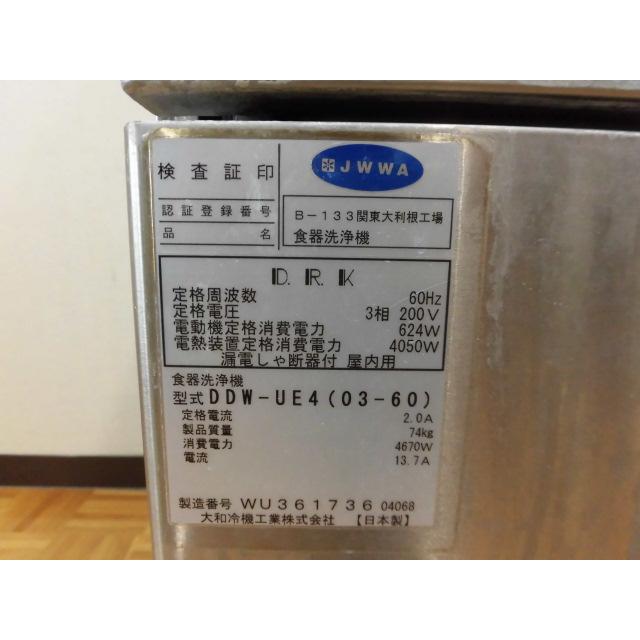 検査証印
JWWA
認証登録番号
B-133関東大利根工場
品名
食器洗浄機
D.R.K
定格周波数 60Hz
定格電圧 3相 200V
電動機定格消費電力 624W
電熱装置定格消費電力 4050W
漏電しゃ断器付 屋内用
食器洗浄機
型式 DDW-UE4(03-60)
定格電流 2.0A
製品質量 74kg
消費電力 4670W
電流 13.7A
製造番号 WU361736 04068
大和冷機工業株式会社 【日本製】